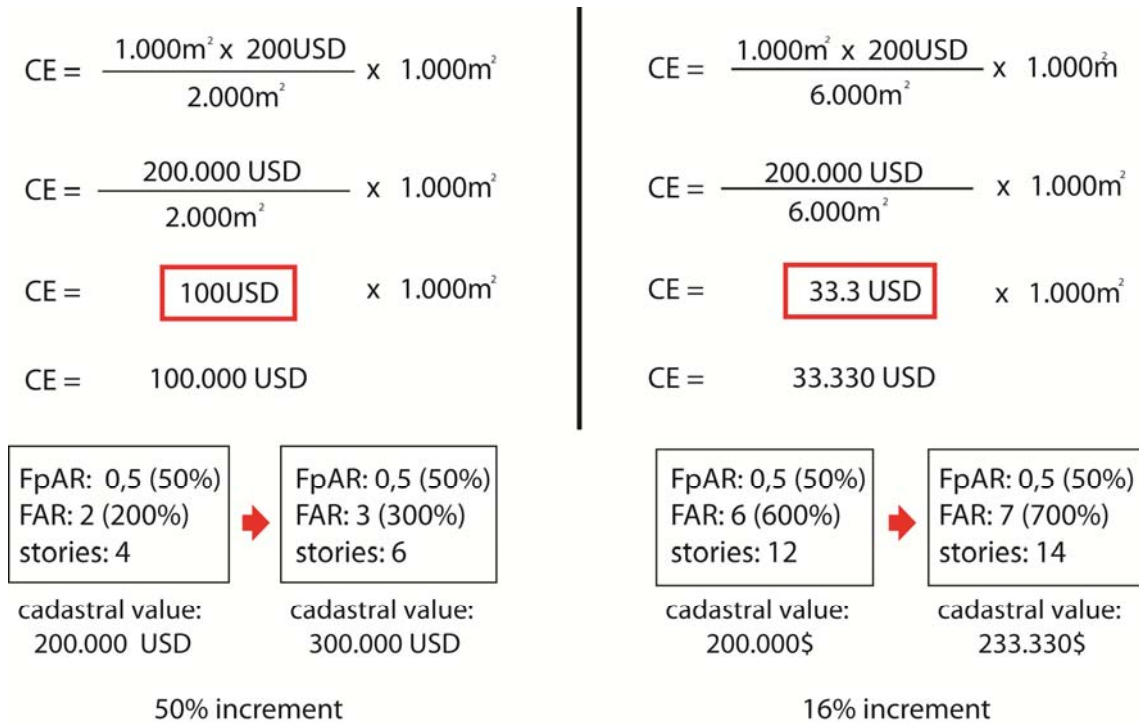 CE = 1.000m² x 200USD / 2.000m² x 1.000m²
CE = 200.000 USD / 2.000m² x 1.000m²
CE = 100USD x 1.000m²
CE = 100.000 USD
FpAR: 0,5 (50%)
FAR: 2 (200%)
stories: 4
cadastral value:
200.000 USD
FpAR: 0,5 (50%)
FAR: 3 (300%)
stories: 6
cadastral value:
300.000 USD
50% increment
CE = 1.000m² x 200USD / 6.000m² x 1.000m²
CE = 200.000 USD / 6.000m² x 1.000m²
CE = 33.3 USD x 1.000m²
CE = 33.330 USD
FpAR: 0,5 (50%)
FAR: 6 (600%)
stories: 12
cadastral value:
200.000$
FpAR: 0,5 (50%)
FAR: 7 (700%)
stories: 14
cadastral value:
233.330$
16% increment